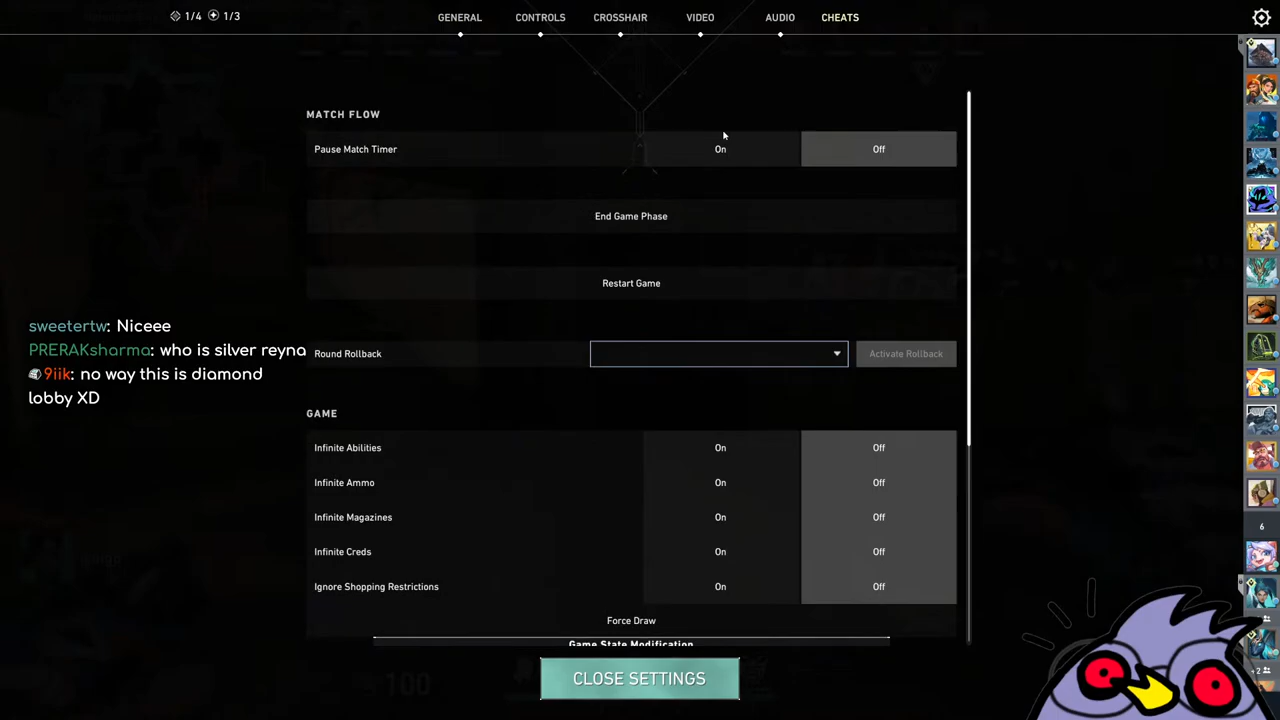 1/4 1/3
GENERAL CONTROLS CROSSHAIR VIDEO AUDIO CHEATS
MATCH FLOW
Pause Match Timer On Off
End Game Phase
Restart Game
sweetertw: Niceee
PRERAKsharma: who is silver reyna
9iik: no way this is diamond
lobby XD
Round Rollback Activate Rollback
GAME
Infinite Abilities On Off
Infinite Ammo On Off
Infinite Magazines On Off
Infinite Creds On Off
Ignore Shopping Restrictions On Off
Force Draw
Game State Modification
CLOSE SETTINGS
100
6
2